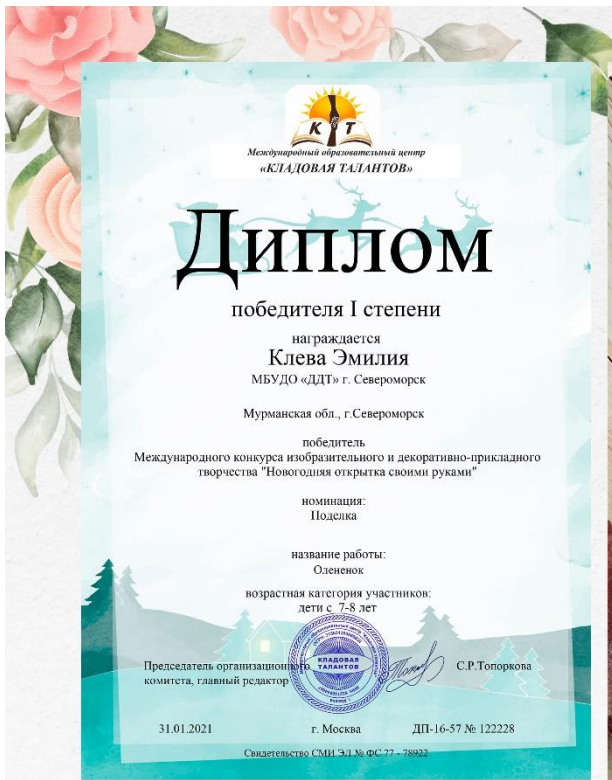 К Т
Международный образовательный центр
«КЛАДОВАЯ ТАЛАНТОВ»
Диплом
победителя I степени
награждается
Клева Эмилия
МБУДО «ДДТ» г. Североморск
Мурманская обл., г.Североморск
победитель
Международного конкурса изобразительного и декоративно-прикладного
творчества "Новогодняя открытка своими руками"
номинация:
Поделка
название работы:
Олененок
возрастная категория участников:
дети с 7-8 лет
КЛАДОВАЯ
ТАЛАНТОВ
Председатель организационного
комитета, главный редактор
С.Р.Топоркова
31.01.2021 г. Москва ДП-16-57 № 122228
Свидетельство СМИ ЭЛ № ФС 77 - 78922